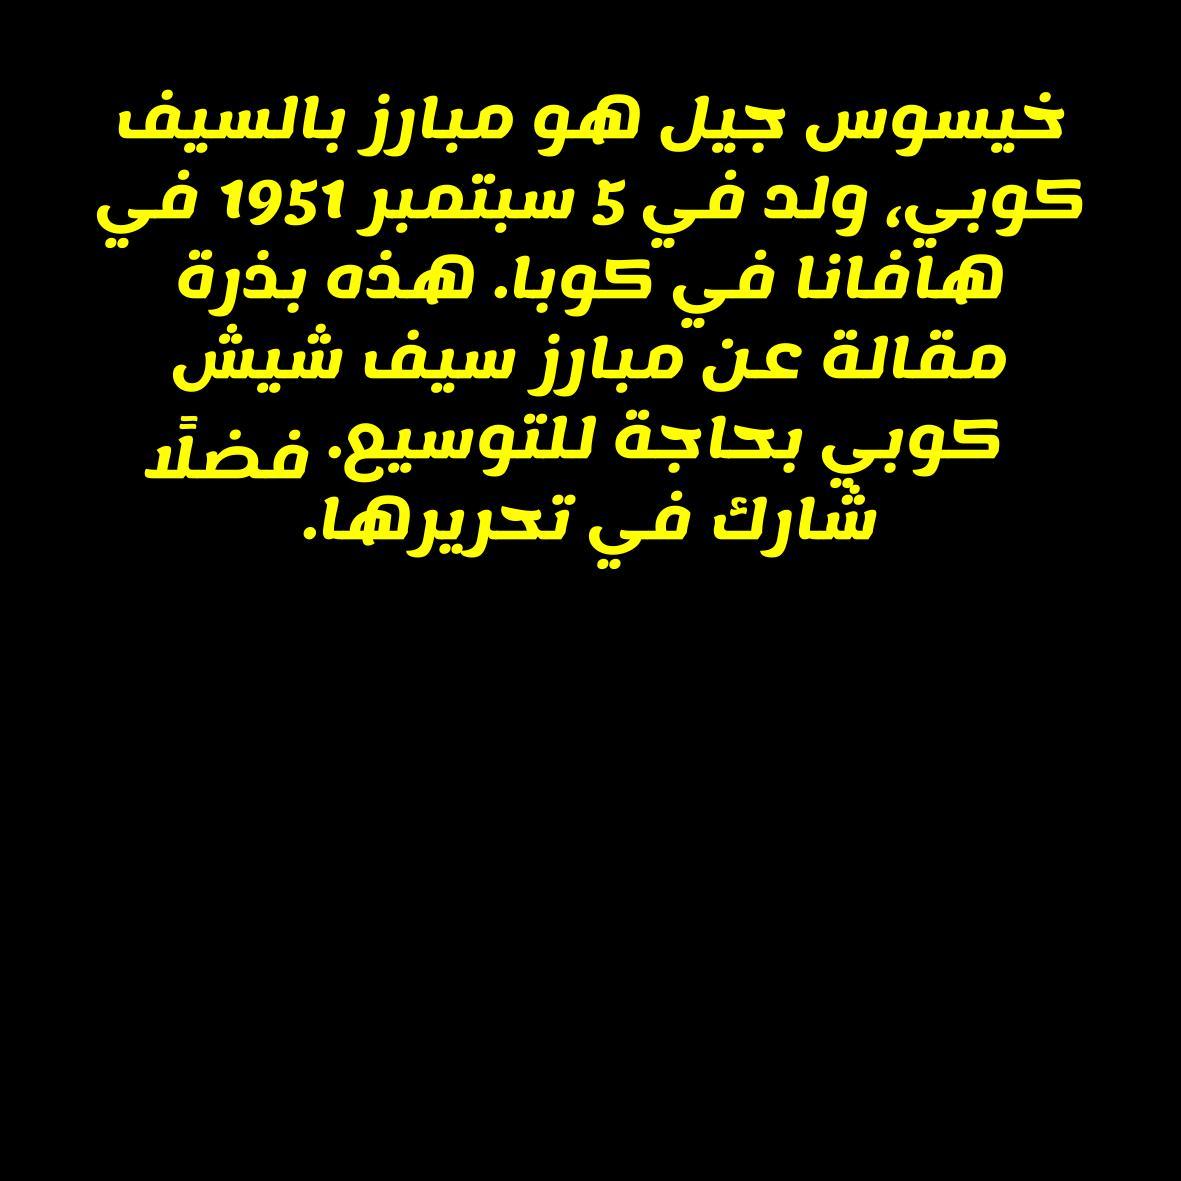 خيسوس جيل هو مبارز بالسيف
كوبي، ولد في 5 سبتمبر 1951 في
هافانا في كوبا. هذه بذرة
مقالة عن مبارز سيف شيش
كوبي بحاجة للتوسيع. فضلًا
شارك في تحريرها.